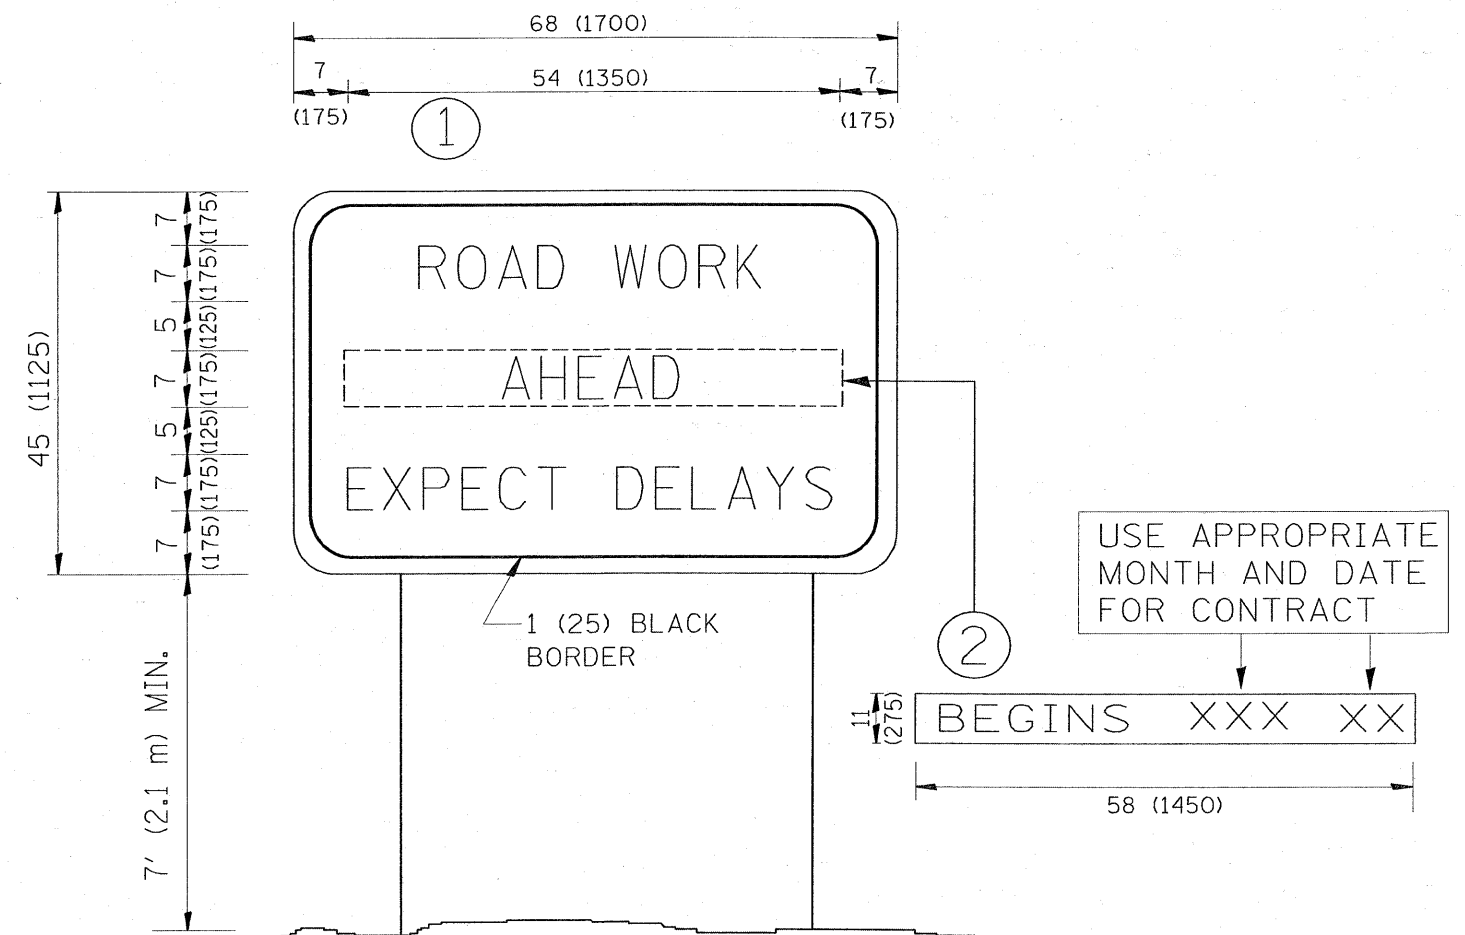 68 (1700)
7
54 (1350)
7
(175)
(175)
1
45 (1125)
7
(175)
7
(175)
5
(125)
7
(175)
5
(125)
7
(175)
7
(175)
ROAD WORK
AHEAD
EXPECT DELAYS
1 (25) BLACK
BORDER
7' (2.1 m) MIN.
2
USE APPROPRIATE
MONTH AND DATE
FOR CONTRACT
11
(275)
BEGINS XXX XX
58 (1450)